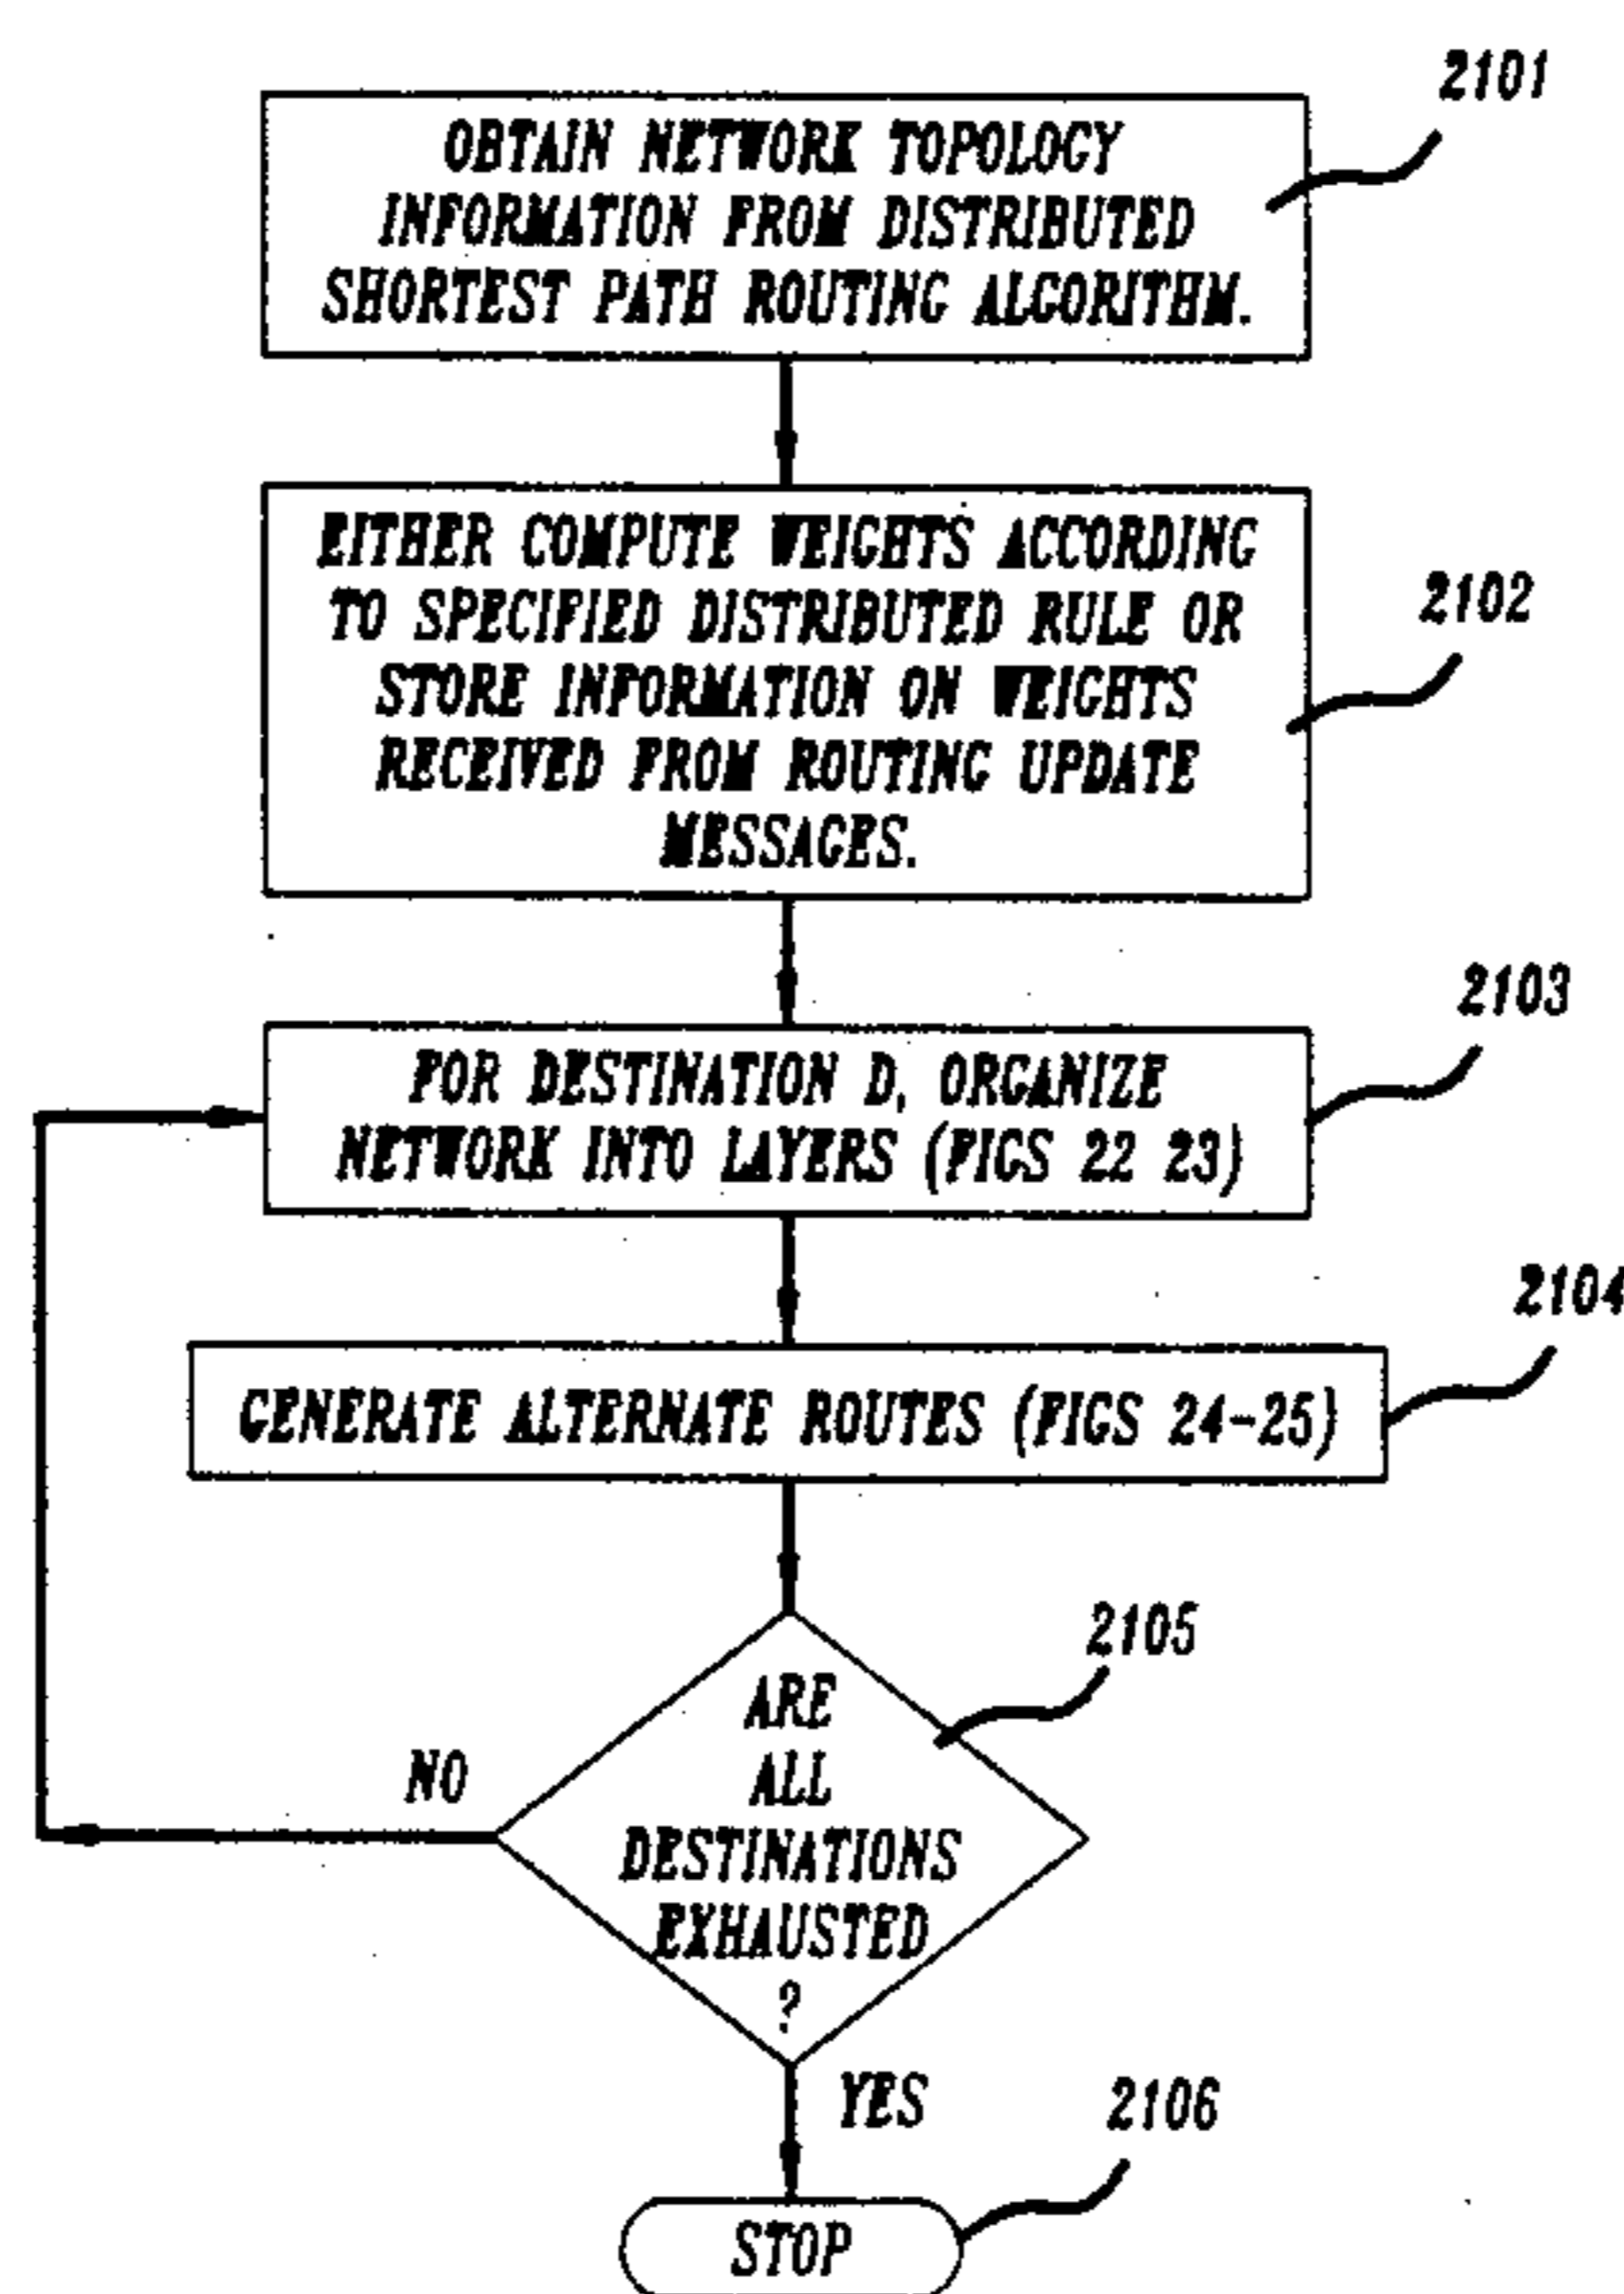 2101
OBTAIN NETWORK TOPOLOGY
INFORMATION FROM DISTRIBUTED
SHORTEST PATH ROUTING ALGORITHM.
EITHER COMPUTE WEIGHTS ACCORDING
TO SPECIFIED DISTRIBUTED RULE OR
STORE INFORMATION ON WEIGHTS
RECEIVED FROM ROUTING UPDATE
MESSAGES.
2102
2103
FOR DESTINATION D, ORGANIZE
NETWORK INTO LAYERS (FIGS 22 23)
2104
GENERATE ALTERNATE ROUTES (FIGS 24-25)
2105
ARE
ALL
DESTINATIONS
EXHAUSTED
?
NO
YES
2106
STOP